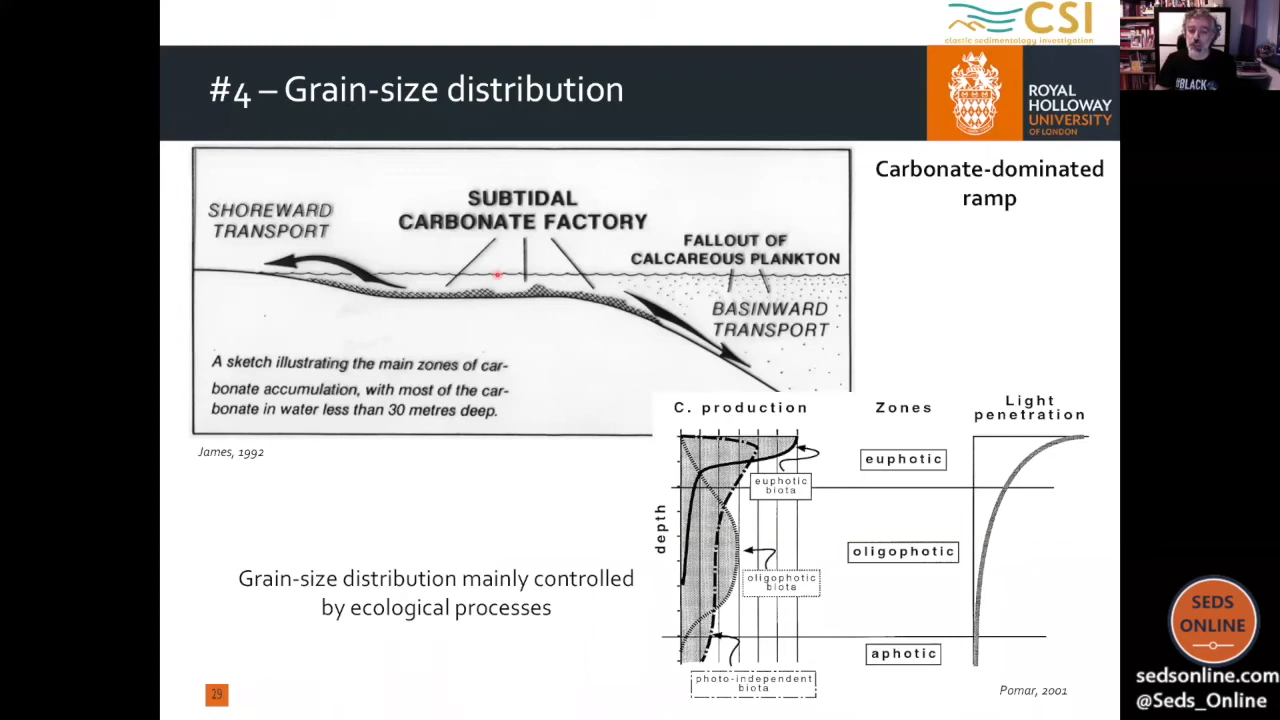 CSI
clastic sedimentology investigation
#4 – Grain-size distribution
ROYAL
HOLLOWAY
UNIVERSITY
OF LONDON
#BLACK
Carbonate-dominated
ramp
SUBTIDAL
CARBONATE FACTORY
SHOREWARD
TRANSPORT
FALLOUT OF
CALCAREOUS PLANKTON
BASINWARD
TRANSPORT
A sketch illustrating the main zones of car-
bonate accumulation, with most of the car-
bonate in water less than 30 metres deep.
James, 1992
C. production
Zones
Light
penetration
euphotic
euphotic
biota
depth
oligophotic
oligophotic
biota
aphotic
photo-independent
biota
Grain-size distribution mainly controlled
by ecological processes
Pomar, 2001
29
SEDS
ONLINE
sedsonline.com
@Seds_Online